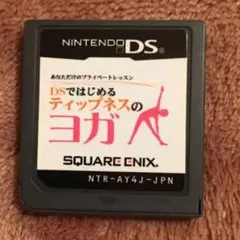 NINTENDO DS
あなただけのプライベートレッスン
DSではじめる
ティップネスの
ヨガ
SQUARE ENIX.
NTR-AY4J-JPN